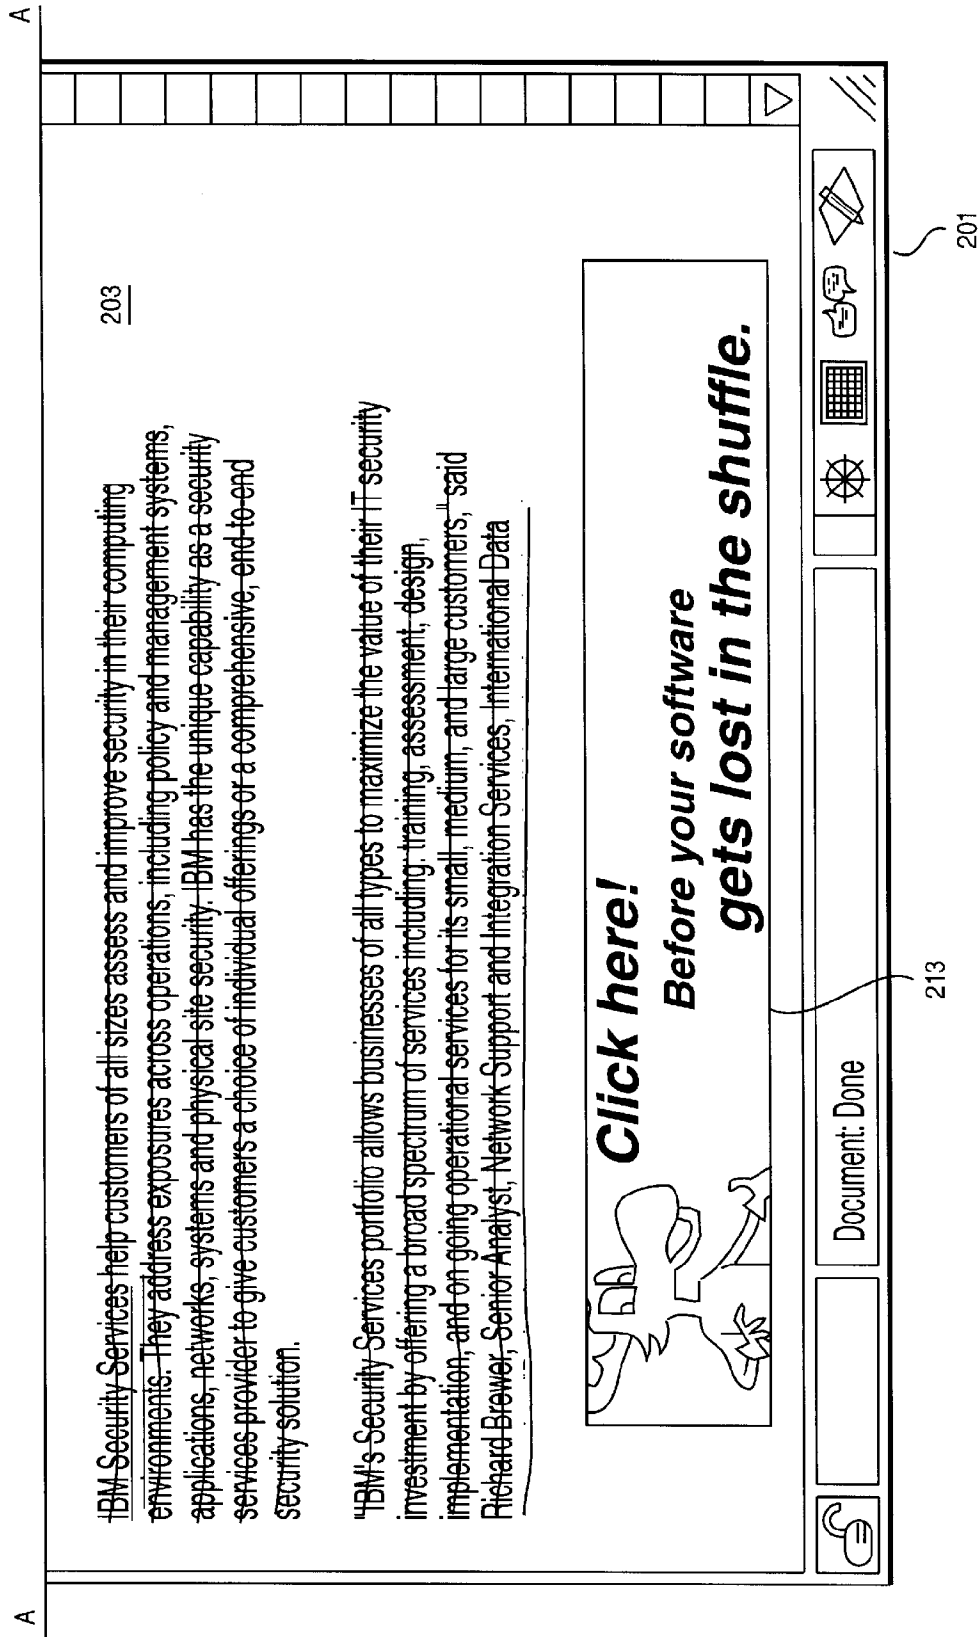 A A
203
IBM Security Services help customers of all sizes assess and improve security in their computing
environments. They address exposures across operations, including policy and management systems,
applications, networks, systems and physical site security. IBM has the unique capability as a security
services provider to give customers a choice of individual offerings or a comprehensive, end-to-end
security solution.
"IBM's Security Services portfolio allows businesses of all types to maximize the value of their IT security
investment by offering a broad spectrum of services including, training, assessment, design,
implementation, and on going operational services for its small, medium, and large customers," said
Richard Brewer, Senior Analyst, Network Support and Integration Services, International Data
Click here!
Before your software
gets lost in the shuffle.
Document: Done
213
201